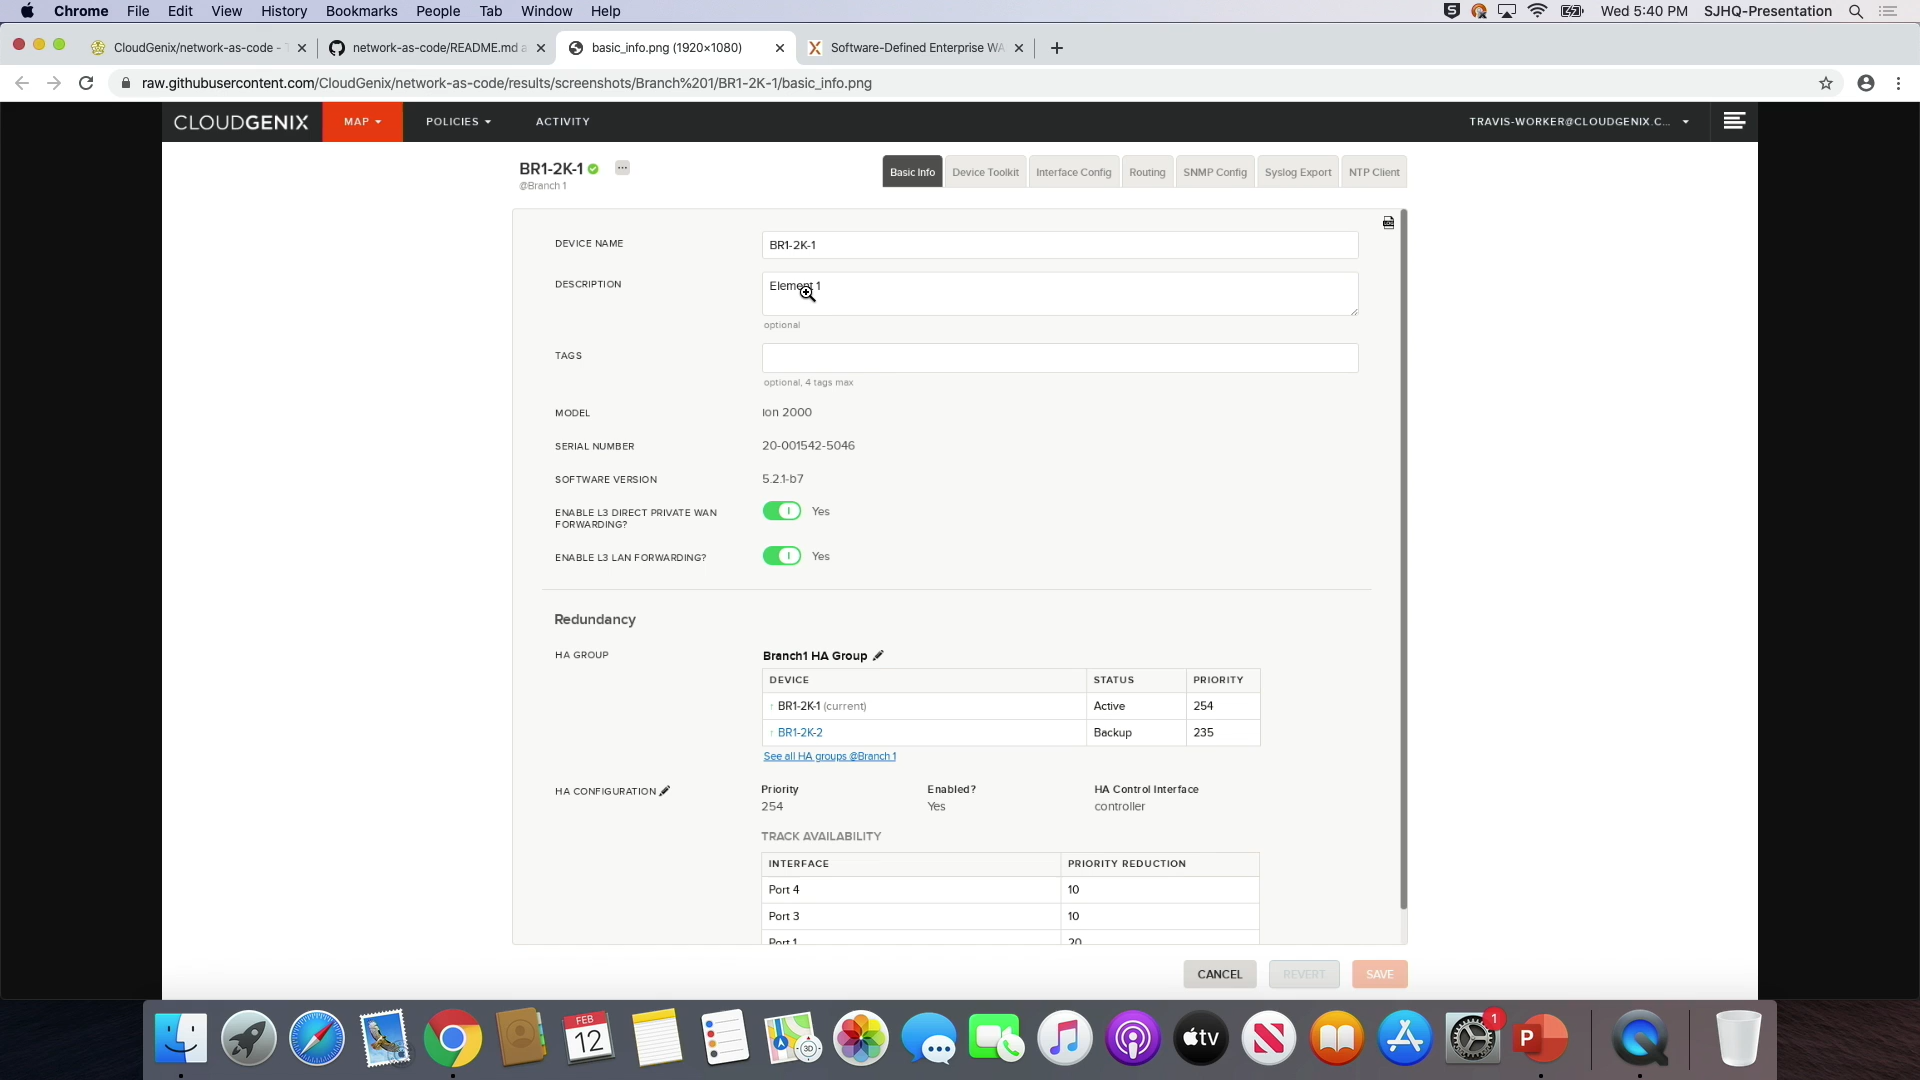 Chrome File Edit View History Bookmarks People Tab Window Help
Wed 5:40 PM SJHQ-Presentation
CloudGenix/network-as-code -
network-as-code/README.md
basic_info.png (1920×1080)
Software-Defined Enterprise
raw.githubusercontent.com/CloudGenix/network-as-code/results/screenshots/Branch%201/BR1-2K-1/basic_info.png
CLOUDGENIX MAP POLICIES ACTIVITY TRAVIS-WORKER@CLOUDGENIX.C...
BR1-2K-1
@Branch 1
Basic Info Device Toolkit Interface Config Routing SNMP Config Syslog Export NTP Client
DEVICE NAME BR1-2K-1
DESCRIPTION Element 1
optional
TAGS
optional, 4 tags max
MODEL Ion 2000
SERIAL NUMBER 20-001542-5046
SOFTWARE VERSION 5.2.1-b7
ENABLE L3 DIRECT PRIVATE WAN
FORWARDING? Yes
ENABLE L3 LAN FORWARDING? Yes
Redundancy
HA GROUP Branch1 HA Group
DEVICE STATUS PRIORITY
↑ BR1-2K-1 (current) Active 254
↑ BR1-2K-2 Backup 235
See all HA groups @Branch 1
HA CONFIGURATION Priority Enabled? HA Control Interface
254 Yes controller
TRACK AVAILABILITY
INTERFACE PRIORITY REDUCTION
Port 4 10
Port 3 10
Port 1 20
CANCEL REVERT SAVE
FEB
12
3D
tv
1
P